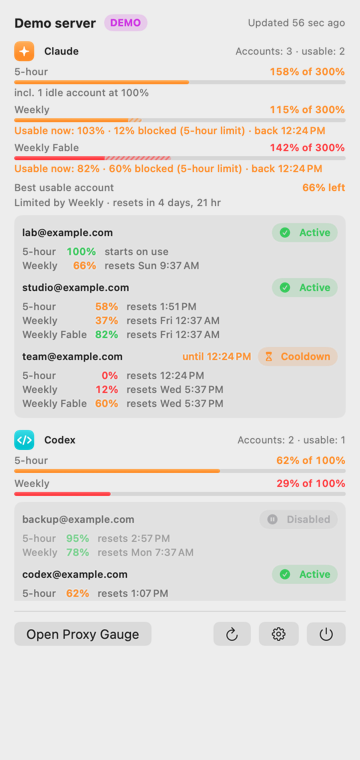 Demo server DEMO Updated 56 sec ago
Claude Accounts: 3 · usable: 2
5-hour 158% of 300%
incl. 1 idle account at 100%
Weekly 115% of 300%
Usable now: 103% · 12% blocked (5-hour limit) · back 12:24 PM
Weekly Fable 142% of 300%
Usable now: 82% · 60% blocked (5-hour limit) · back 12:24 PM
Best usable account 66% left
Limited by Weekly · resets in 4 days, 21 hr
lab@example.com Active
5-hour 100% starts on use
Weekly 66% resets Sun 9:37 AM
studio@example.com Active
5-hour 58% resets 1:51 PM
Weekly 37% resets Fri 12:37 AM
Weekly Fable 82% resets Fri 12:37 AM
team@example.com until 12:24 PM Cooldown
5-hour 0% resets 12:24 PM
Weekly 12% resets Wed 5:37 PM
Weekly Fable 60% resets Wed 5:37 PM
Codex Accounts: 2 · usable: 1
5-hour 62% of 100%
Weekly 29% of 100%
backup@example.com Disabled
5-hour 95% resets 2:57 PM
Weekly 78% resets Mon 7:37 AM
codex@example.com Active
5-hour 62% resets 1:07 PM
Open Proxy Gauge